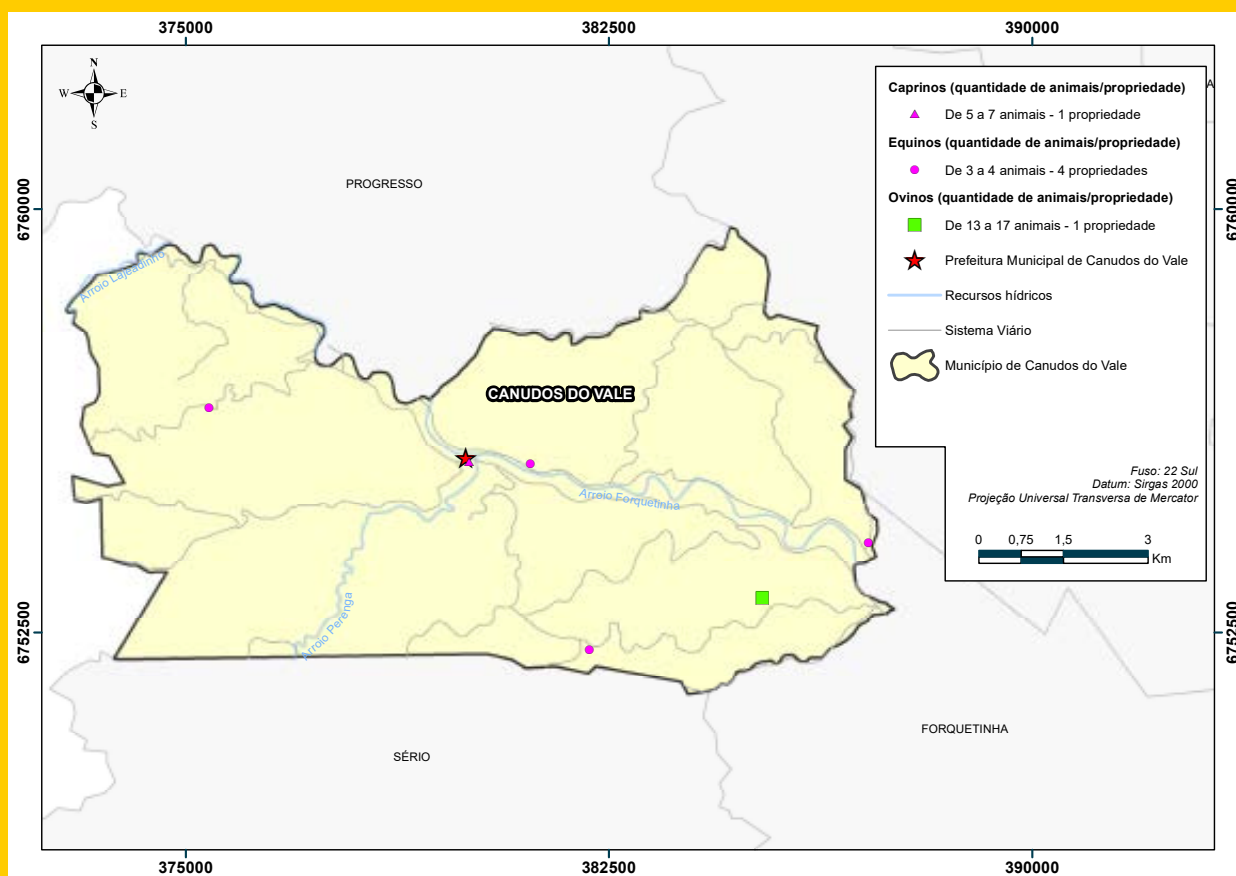 375000
382500
390000
N
W
E
S
Caprinos (quantidade de animais/propriedade)
De 5 a 7 animais - 1 propriedade
Equinos (quantidade de animais/propriedade)
De 3 a 4 animais - 4 propriedades
Ovinos (quantidade de animais/propriedade)
De 13 a 17 animais - 1 propriedade
Prefeitura Municipal de Canudos do Vale
Recursos hídricos
Sistema Viário
Município de Canudos do Vale
A
PROGRESSO
6760000
6760000
Arroio Lajeadinho
CANUDOS DO VALE
Arroio Forquetinha
Fuso: 22 Sul
Datum: Sirgas 2000
Projeção Universal Transversa de Mercator
0 0,75 1,5 3
Km
Arroio Perenga
6752500
6752500
FORQUETINHA
SÉRIO
375000
382500
390000